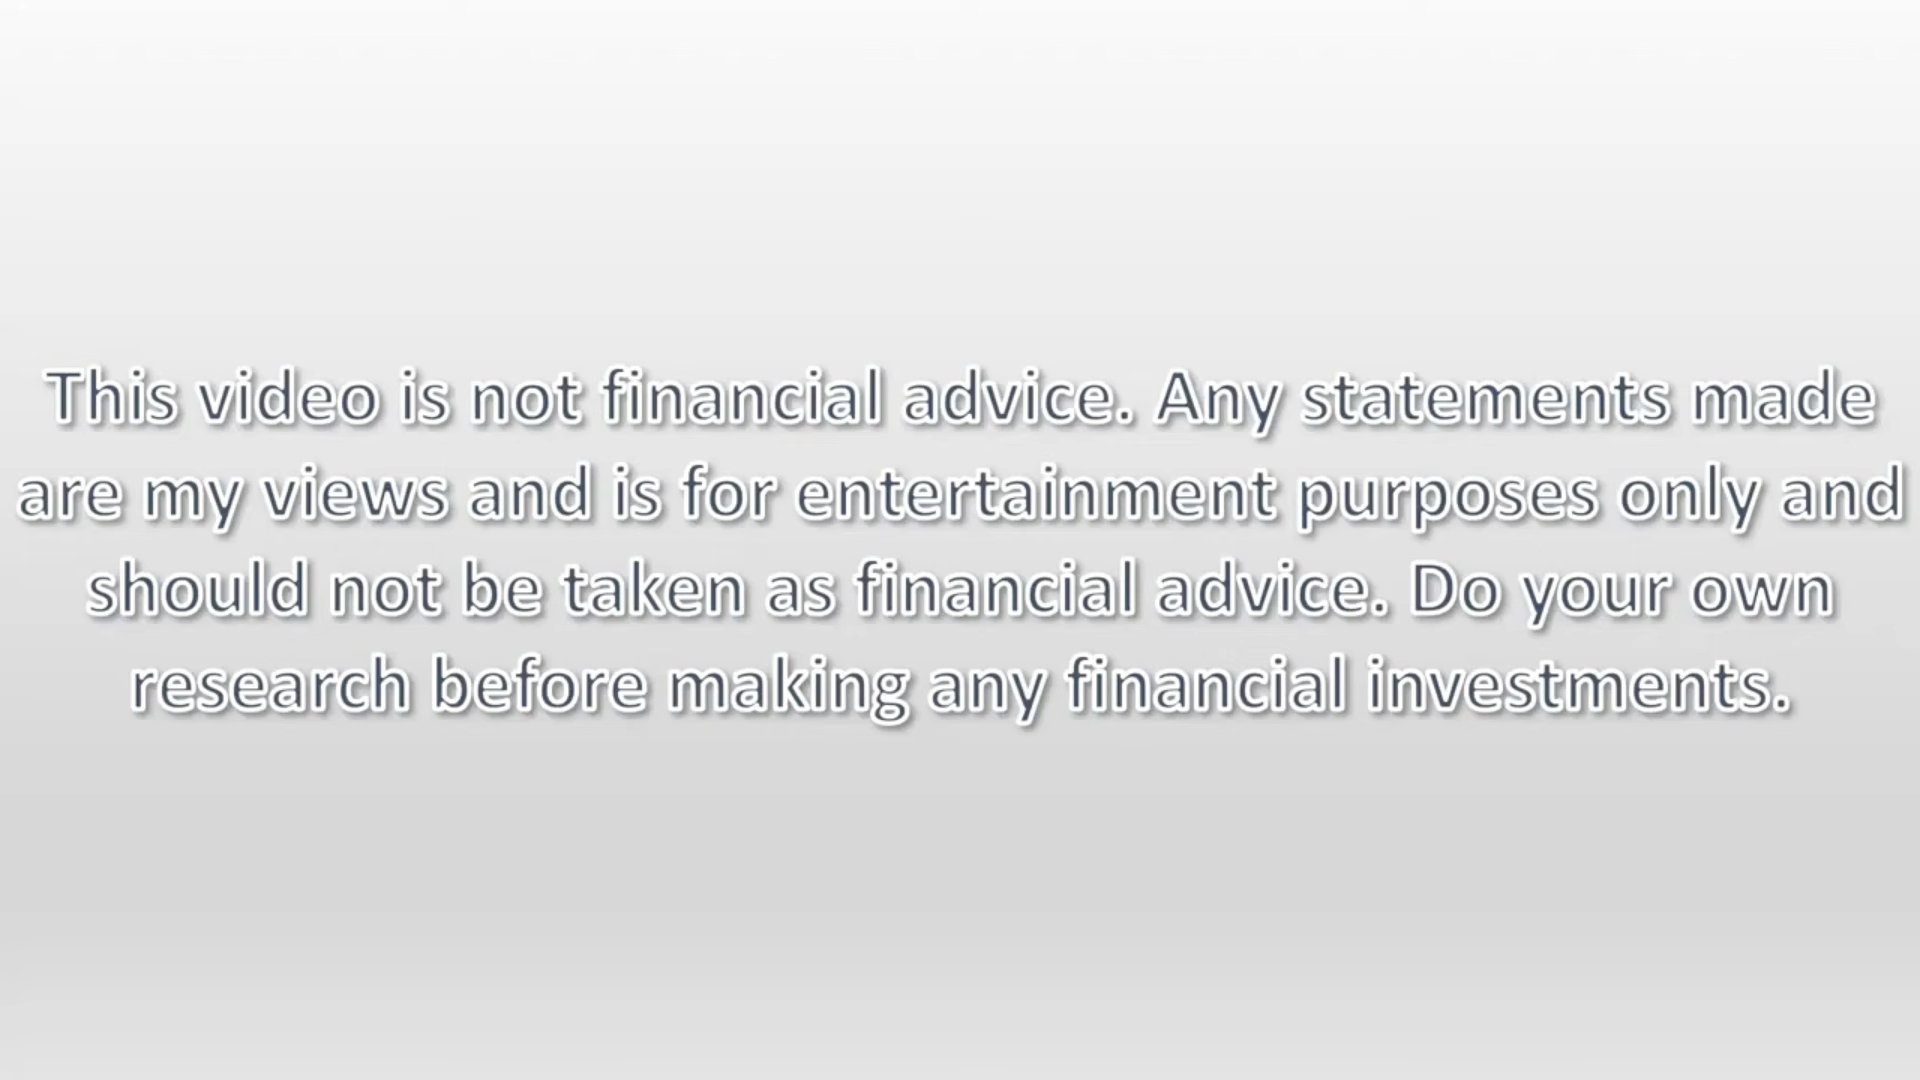 This video is not financial advice. Any statements made
are my views and is for entertainment purposes only and
should not be taken as financial advice. Do your own
research before making any financial investments.